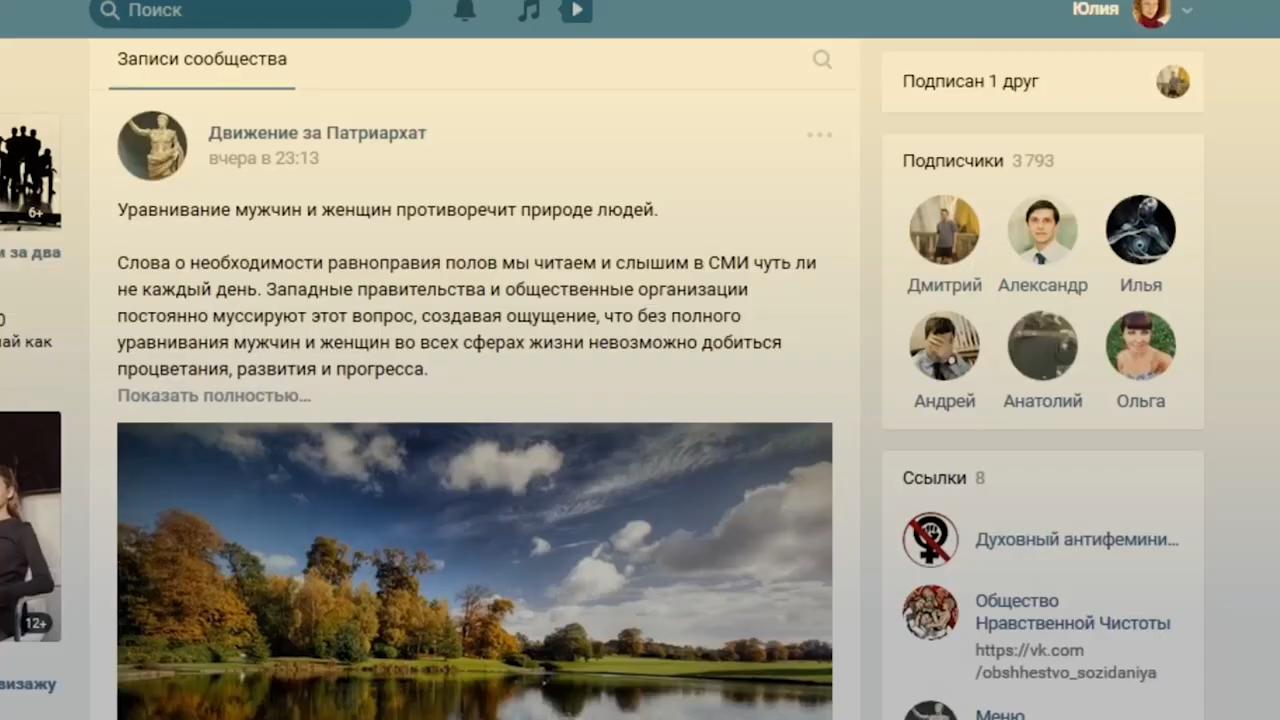 Поиск
Юлия
Записи сообщества
Движение за Патриархат
вчера в 23:13
Уравнивание мужчин и женщин противоречит природе людей.
Слова о необходимости равноправия полов мы читаем и слышим в СМИ чуть ли
не каждый день. Западные правительства и общественные организации
постоянно муссируют этот вопрос, создавая ощущение, что без полного
уравнивания мужчин и женщин во всех сферах жизни невозможно добиться
процветания, развития и прогресса.
Показать полностью...
6+
за два
как
12+
визажу
Подписан 1 друг
Подписчики 3 793
Дмитрий Александр Илья
Андрей Анатолий Ольга
Ссылки 8
Духовный антифемини...
Общество
Нравственной Чистоты
https://vk.com
/obshhestvo_sozidaniya
Меню